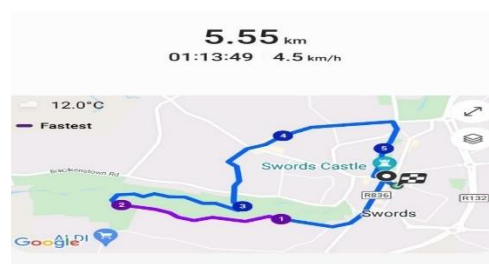 5.55 km
01:13:49 4.5 km/h
12.0°C
Fastest
4
5
Brackenstown Rd
Swords Castle
R836
R132
2
3
1
Swords
Google
ALDI